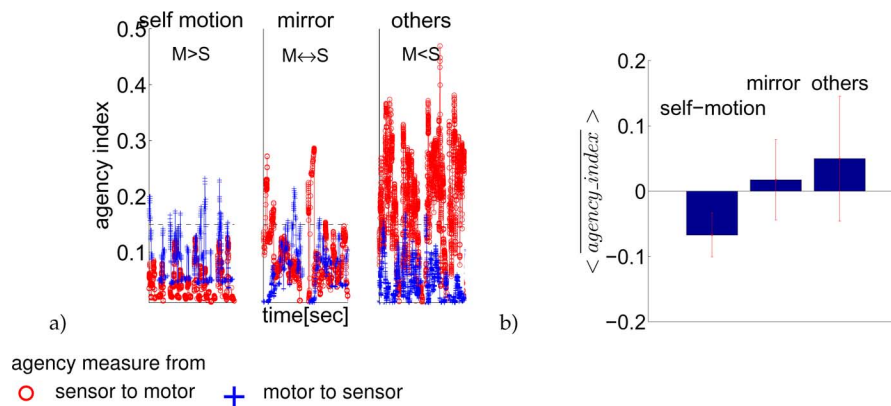 self motion mirror others
M>S M↔S M<S
0.5
0.4
0.3
0.2
0.1
agency index
time[sec]
a)
agency measure from
sensor to motor motor to sensor
0.2
0.1
0
−0.1
−0.2
< agency_index >
self−motion mirror others
b)